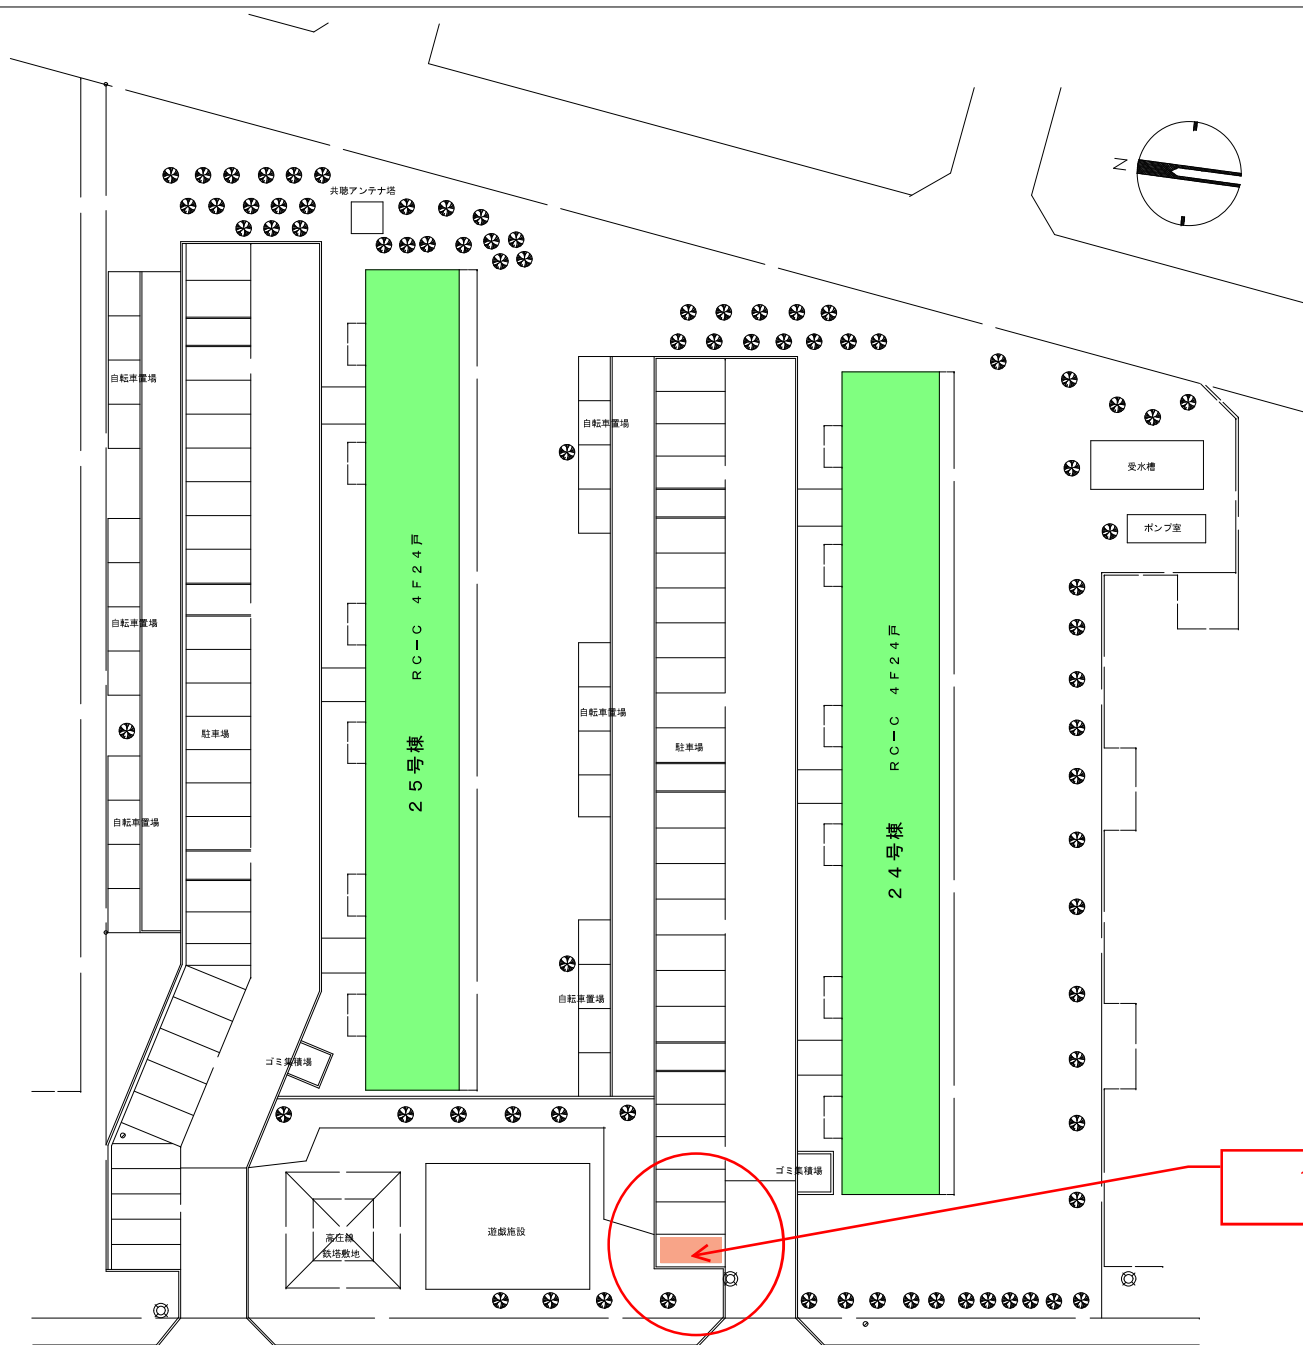 N
共聴アンテナ塔
自転車置場
自転車置場
受水槽
ポンプ室
RC-C 4F24戸
25号棟
RC-C 4F24戸
24号棟
自転車置場
自転車置場
駐車場
駐車場
自転車置場
自転車置場
ゴミ集積場
ゴミ集積場
高圧線
鉄塔敷地
遊戯施設